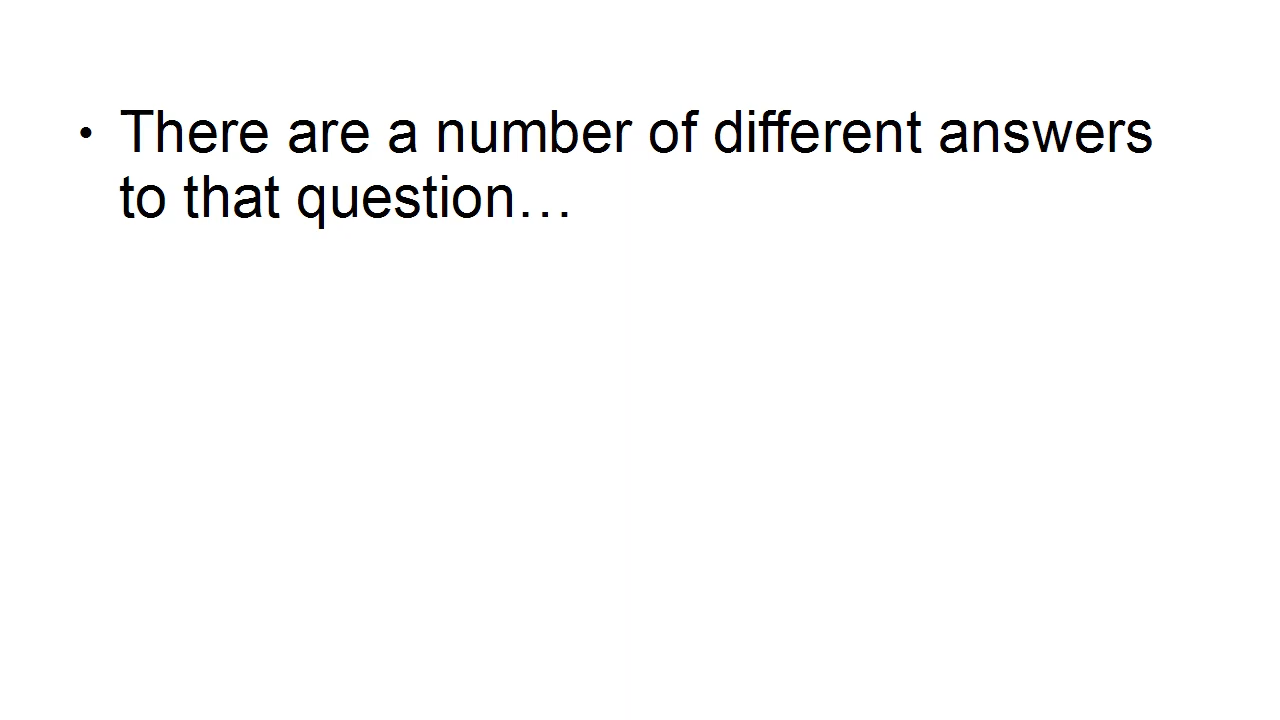 • There are a number of different answers
to that question…